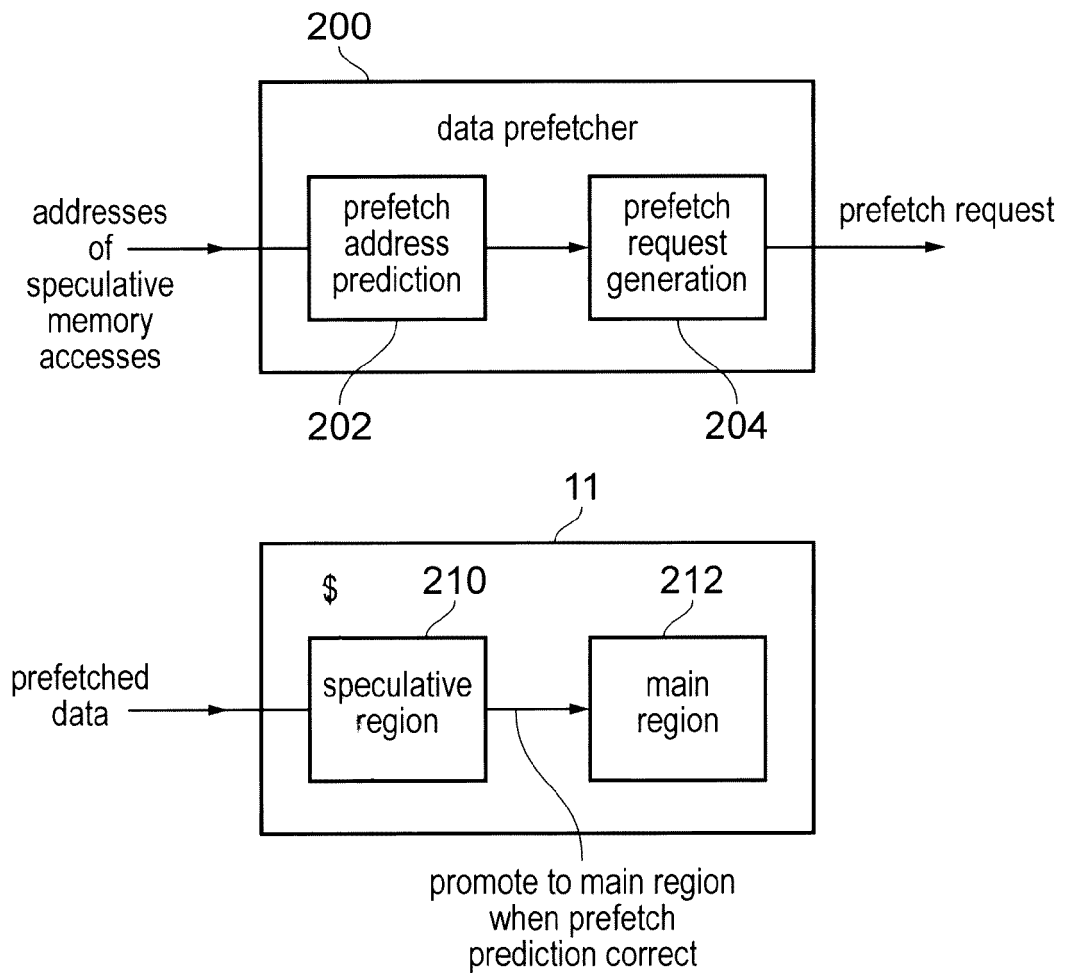 200
data prefetcher
addresses
of
speculative
memory
accesses
prefetch
address
prediction
prefetch
request
generation
prefetch request
202
204
11
$
210
212
prefetched
data
speculative
region
main
region
promote to main region
when prefetch
prediction correct